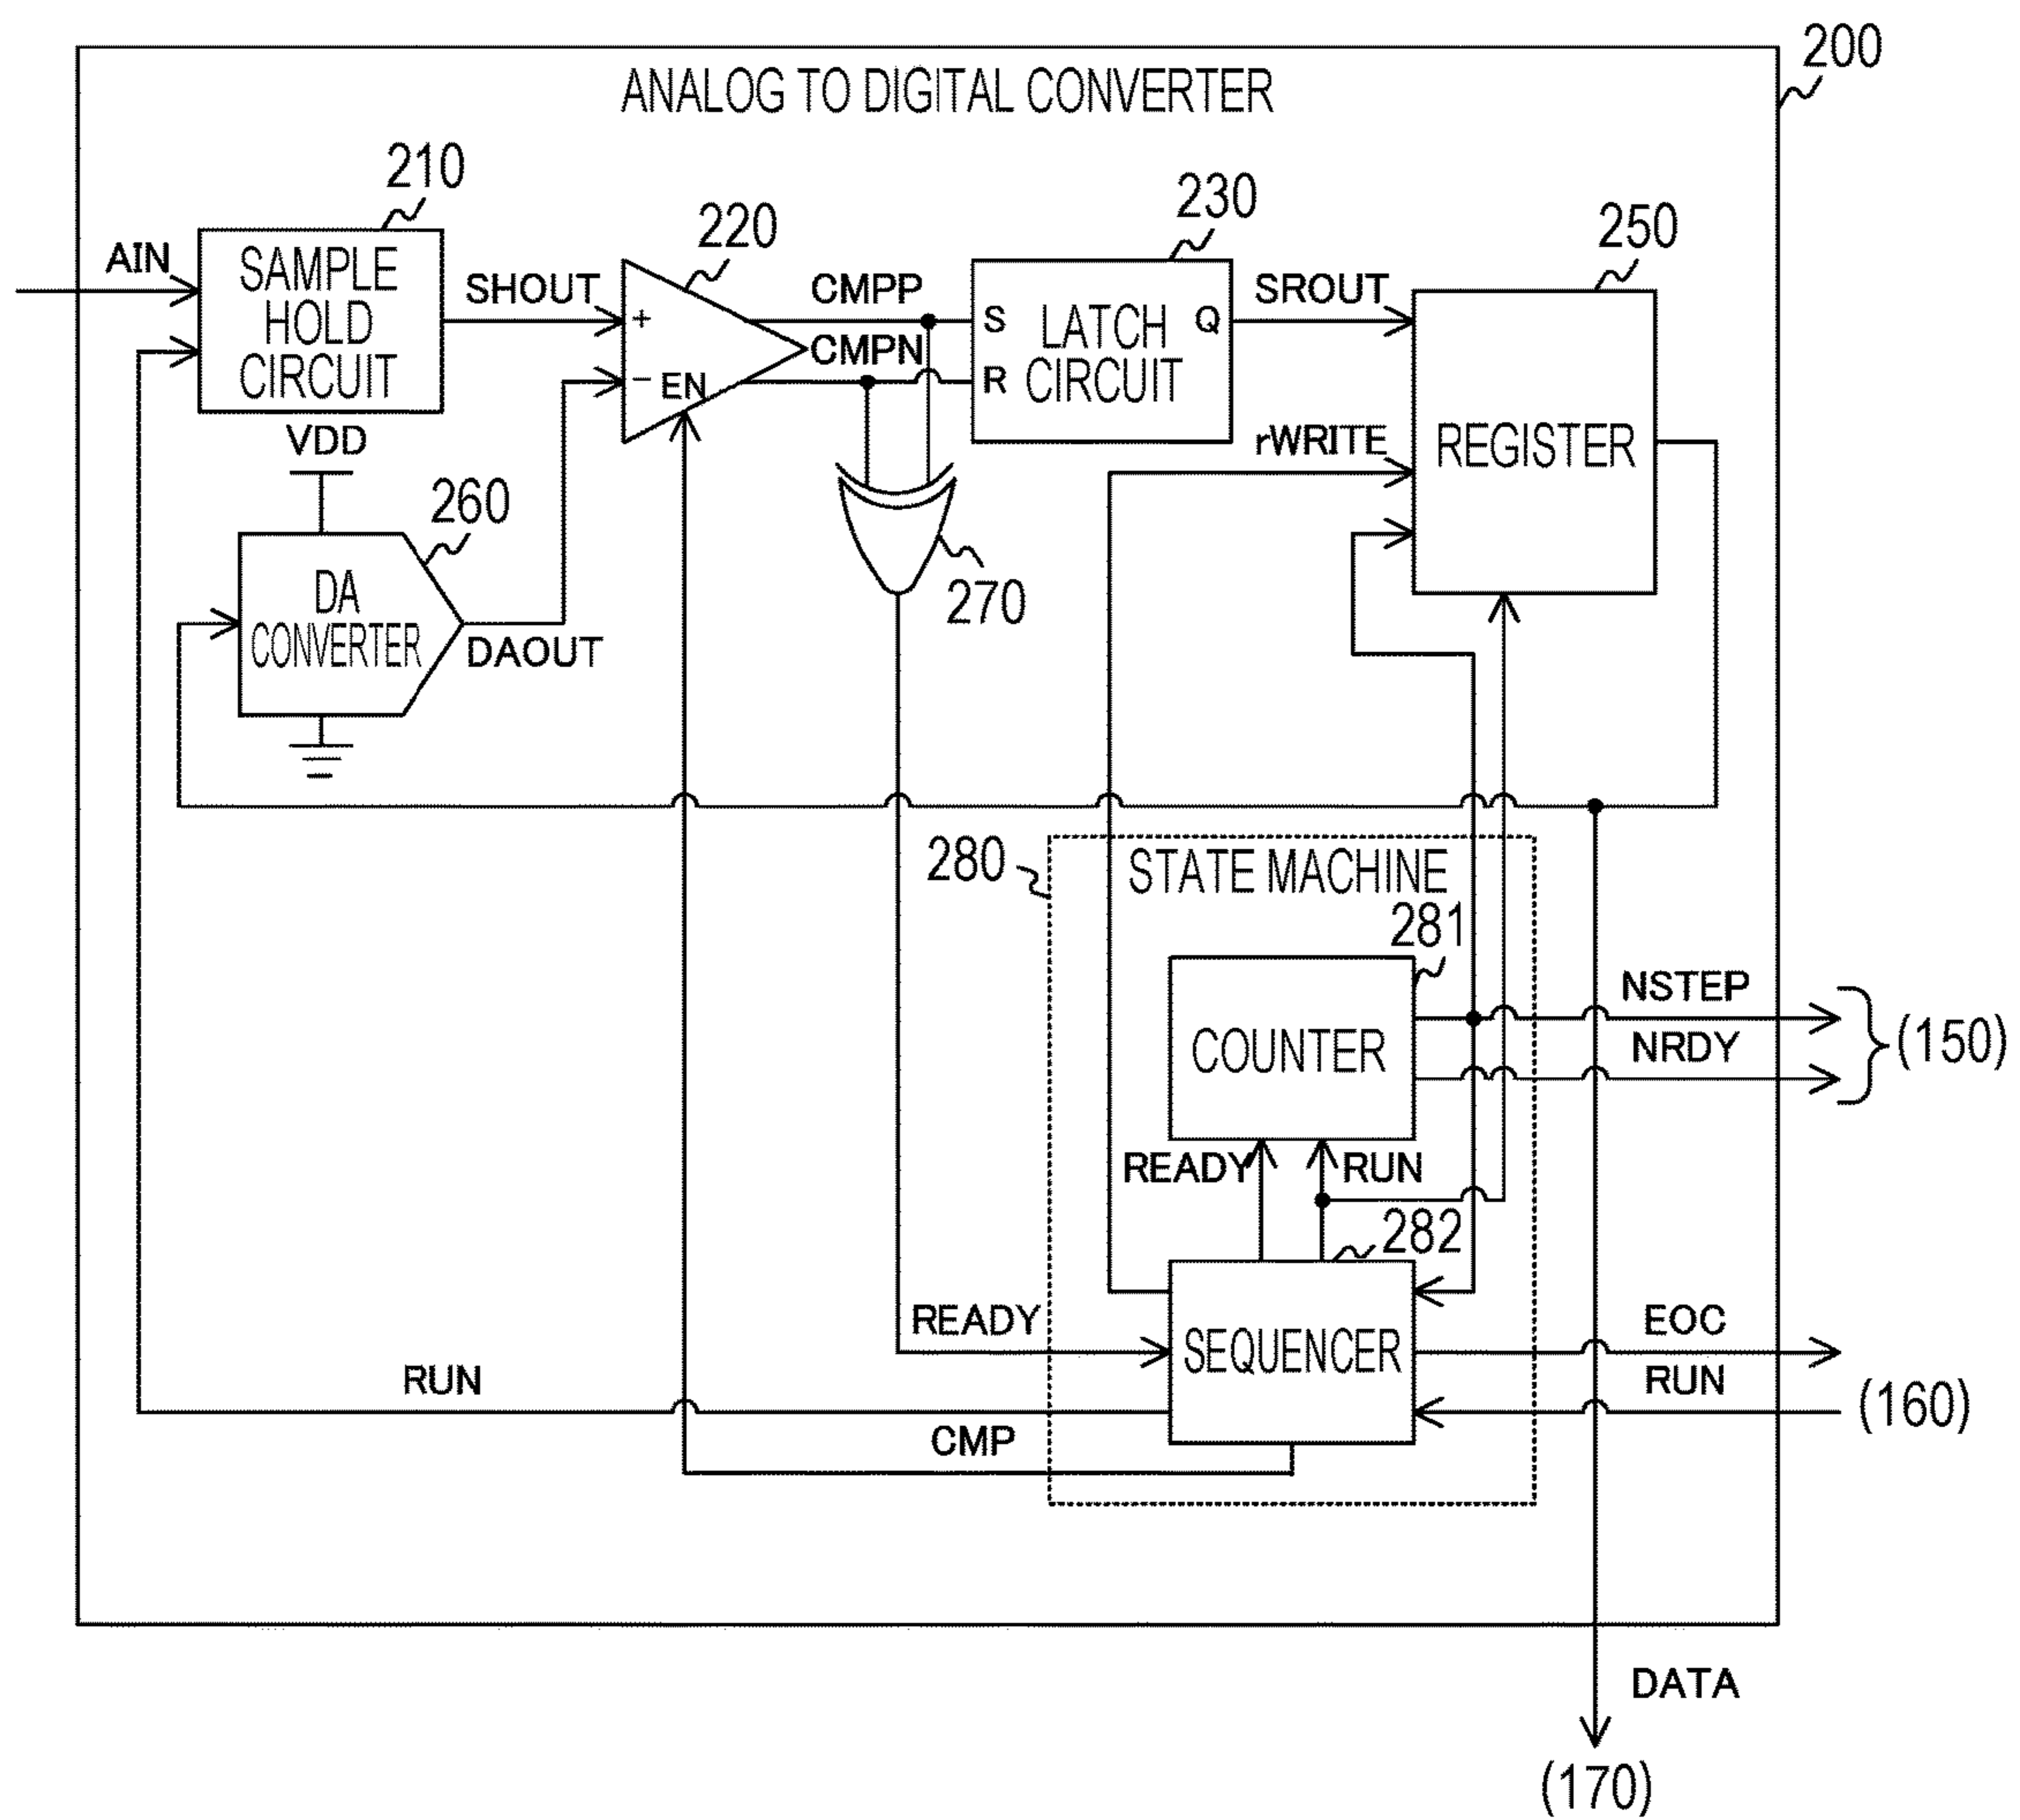 200
ANALOG TO DIGITAL CONVERTER
210
220
230
250
AIN
SAMPLE
HOLD
CIRCUIT
SHOUT
+
−
EN
CMPP
CMPN
S
R
LATCH
CIRCUIT
Q
SROUT
rWRITE
REGISTER
VDD
260
DA
CONVERTER
DAOUT
270
280
STATE MACHINE
281
COUNTER
NSTEP
NRDY
(150)
READY
RUN
282
READY
SEQUENCER
EOC
RUN
RUN
(160)
CMP
DATA
(170)